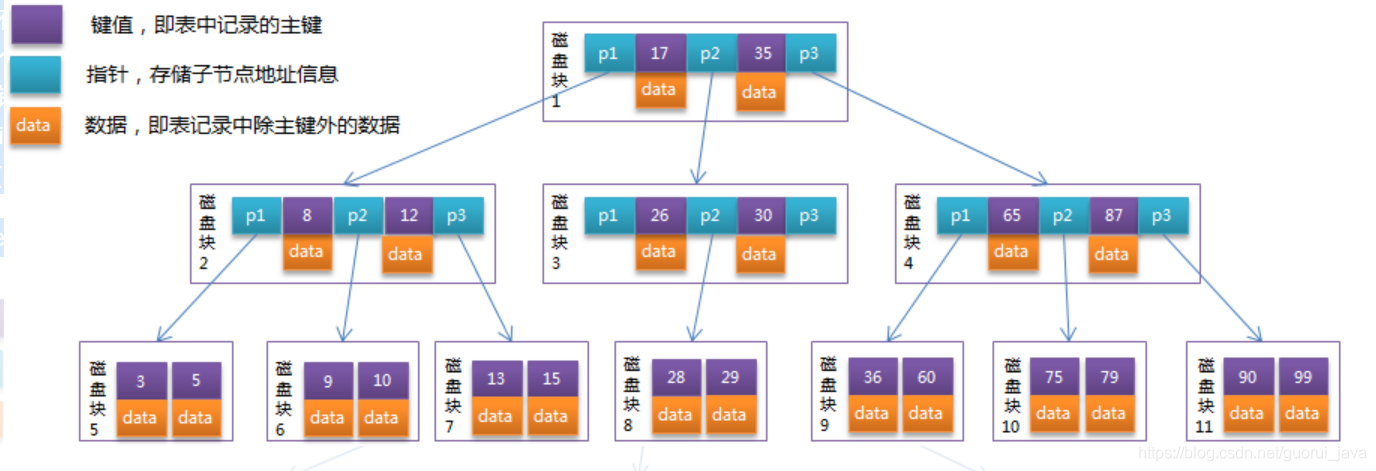 键值，即表中记录的主键
指针，存储子节点地址信息
data 数据，即表记录中除主键外的数据
磁盘块1
p1 17 p2 35 p3
data data
磁盘块2
p1 8 p2 12 p3
data data
磁盘块3
p1 26 p2 30 p3
data data
磁盘块4
p1 65 p2 87 p3
data data
磁盘块5
3 5
data data
磁盘块6
9 10
data data
磁盘块7
13 15
data data
磁盘块8
28 29
data data
磁盘块9
36 60
data data
磁盘块10
75 79
data data
磁盘块11
90 99
data data
https://blog.csdn.net/guorui_java